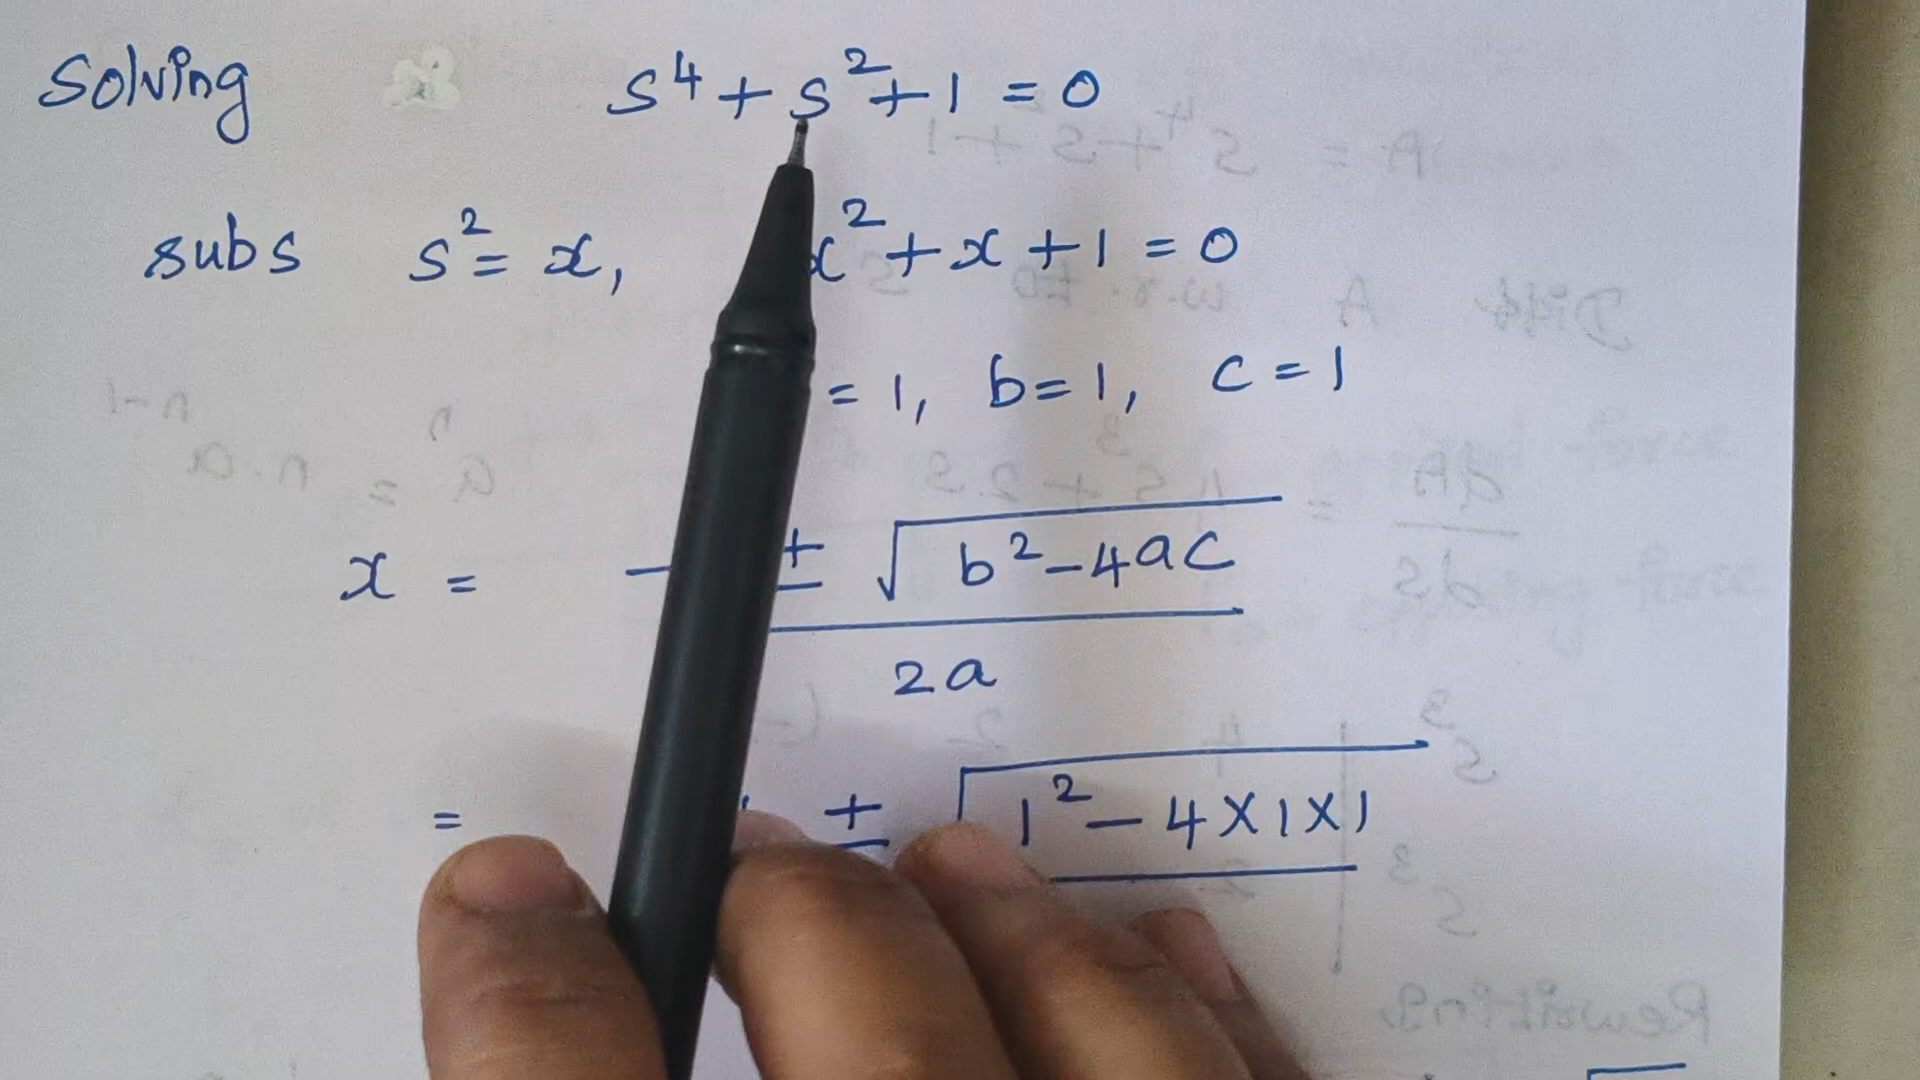 Solving s⁴ + s² + 1 = 0
subs s² = x, x² + x + 1 = 0
= 1, b = 1, c = 1
x = - ± √(b² - 4ac)
2a
= ± √(1² - 4 × 1 × 1)